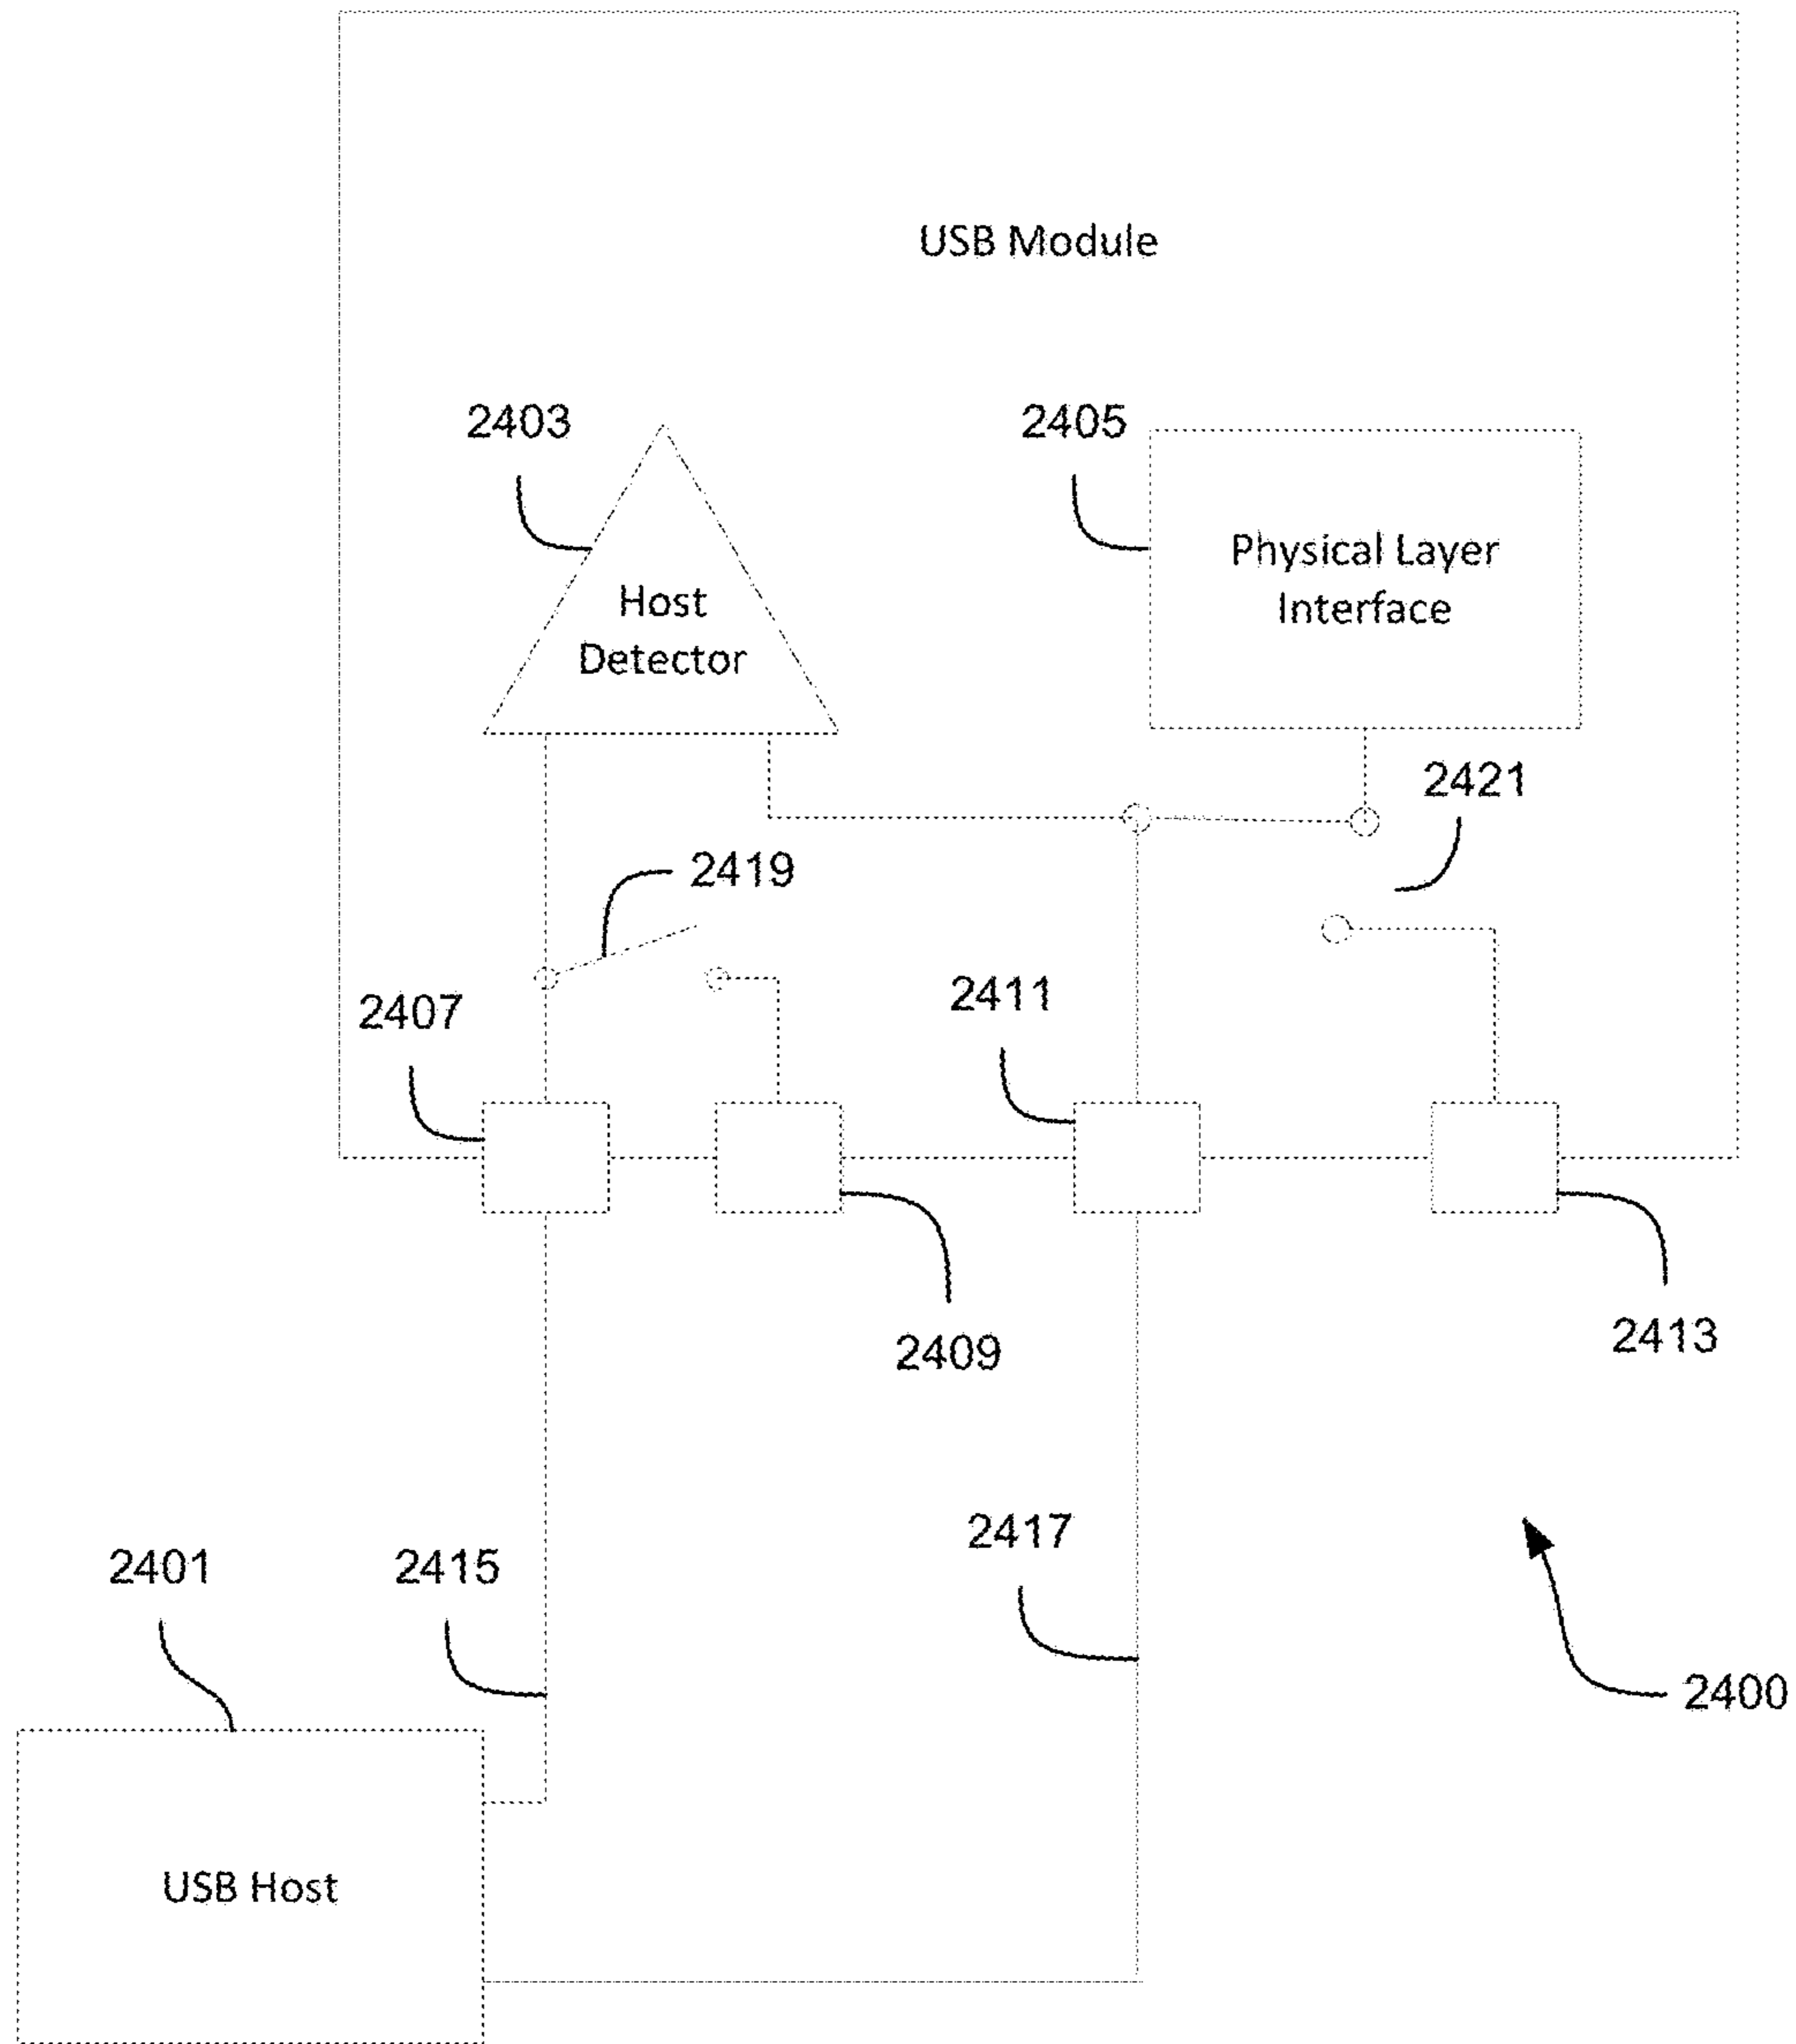 USB Module
2403
2405
Host
Detector
Physical Layer
Interface
2421
2419
2407
2411
2409
2413
2401
2415
2417
2400
USB Host